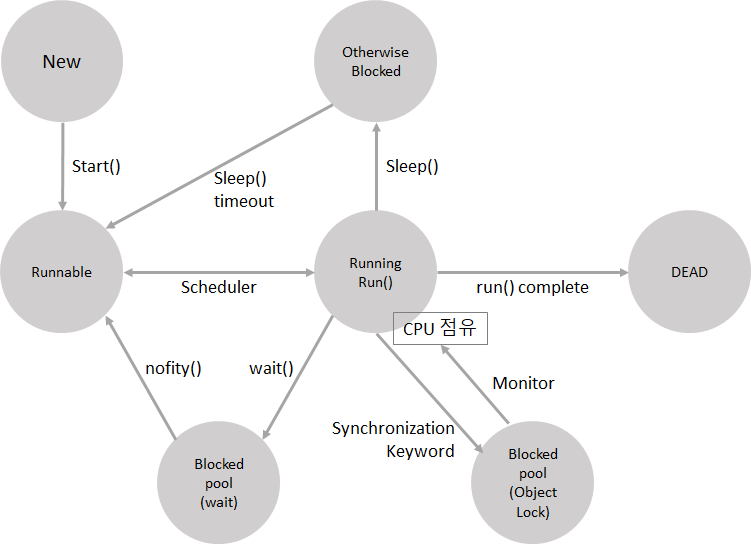 New
Otherwise
Blocked
Start()
Sleep()
timeout
Sleep()
Runnable
Scheduler
Running
Run()
run() complete
DEAD
CPU 점유
nofity()
wait()
Monitor
Synchronization
Keyword
Blocked
pool
(wait)
Blocked
pool
(Object
Lock)